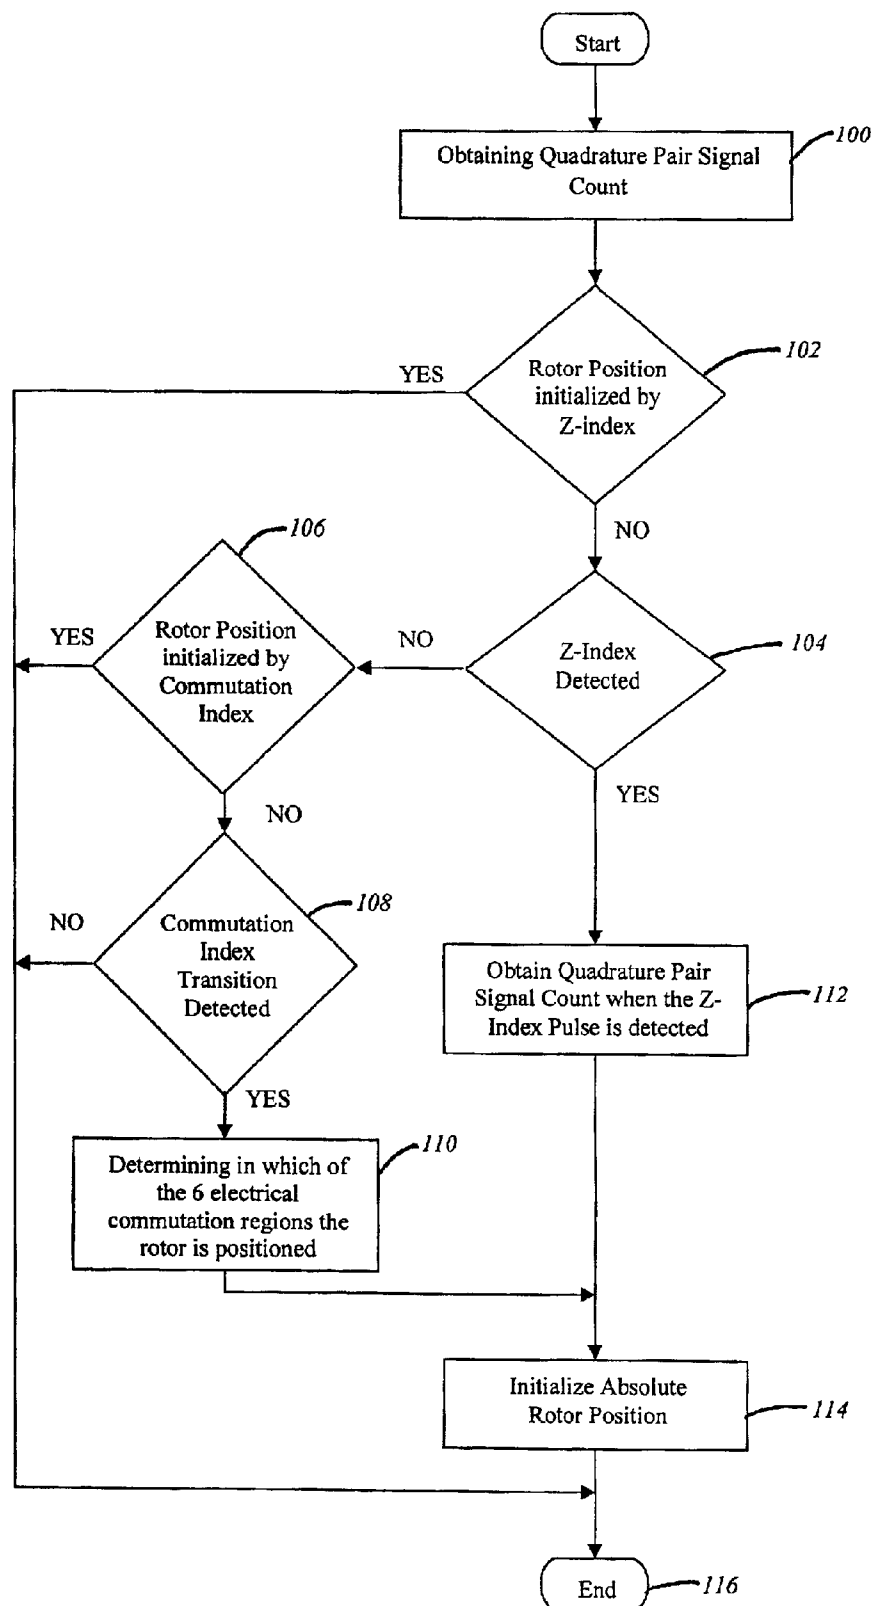 Start
Obtaining Quadrature Pair Signal
Count
100
Rotor Position
initialized by
Z-index
102
YES
NO
Z-Index
Detected
104
NO
YES
Rotor Position
initialized by
Commutation
Index
106
YES
NO
Commutation
Index
Transition
Detected
108
NO
YES
Determining in which of
the 6 electrical
commutation regions the
rotor is positioned
110
Obtain Quadrature Pair
Signal Count when the Z-
Index Pulse is detected
112
Initialize Absolute
Rotor Position
114
End
116